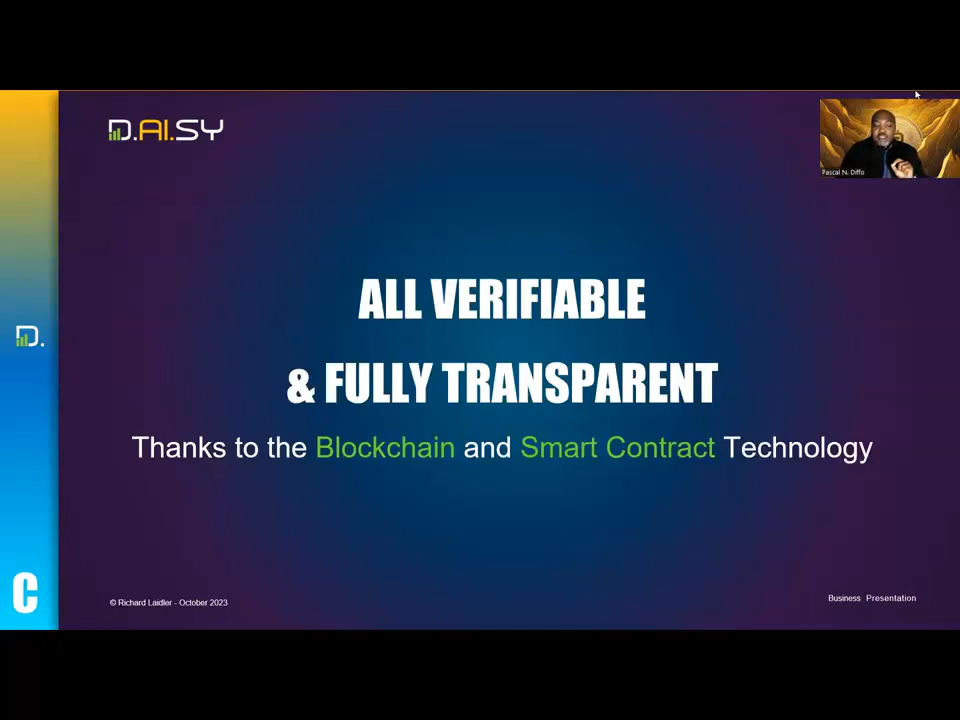 D.AI.SY
Pascal N. Diffo
ALL VERIFIABLE
& FULLY TRANSPARENT
Thanks to the Blockchain and Smart Contract Technology
D.
C
© Richard Laidler - October 2023
Business Presentation